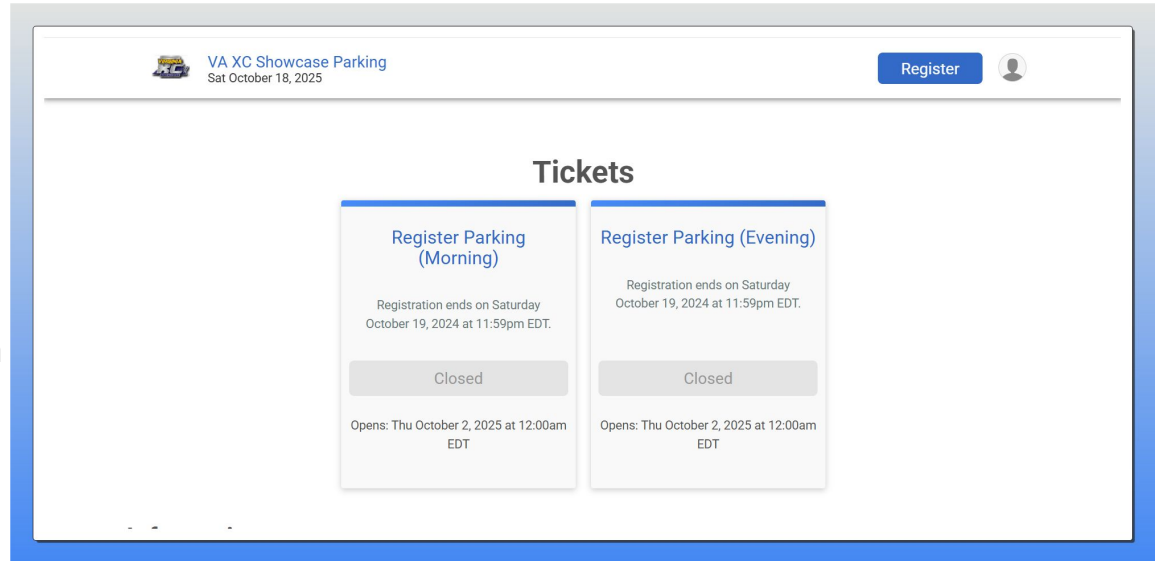 VA XC Showcase Parking
Sat October 18, 2025
Register
Tickets
Register Parking
(Morning)
Registration ends on Saturday
October 19, 2024 at 11:59pm EDT.
Closed
Opens: Thu October 2, 2025 at 12:00am
EDT
Register Parking (Evening)
Registration ends on Saturday
October 19, 2024 at 11:59pm EDT.
Closed
Opens: Thu October 2, 2025 at 12:00am
EDT